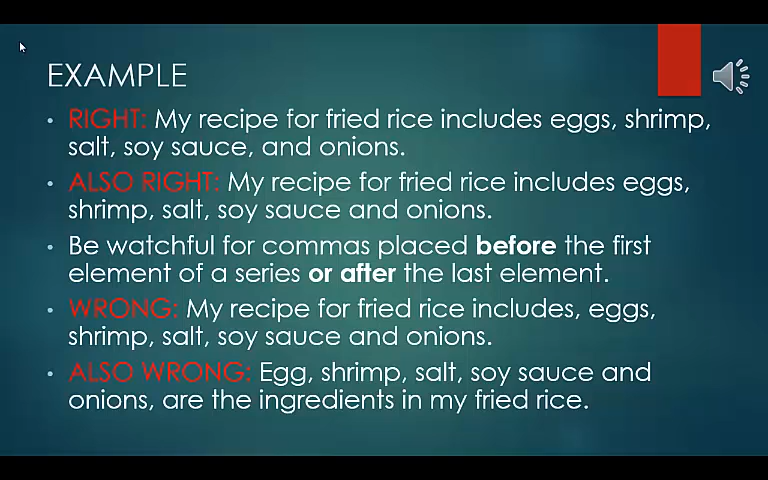 EXAMPLE
• RIGHT: My recipe for fried rice includes eggs, shrimp,
salt, soy sauce, and onions.
• ALSO RIGHT: My recipe for fried rice includes eggs,
shrimp, salt, soy sauce and onions.
• Be watchful for commas placed before the first
element of a series or after the last element.
• WRONG: My recipe for fried rice includes, eggs,
shrimp, salt, soy sauce and onions.
• ALSO WRONG: Egg, shrimp, salt, soy sauce and
onions, are the ingredients in my fried rice.